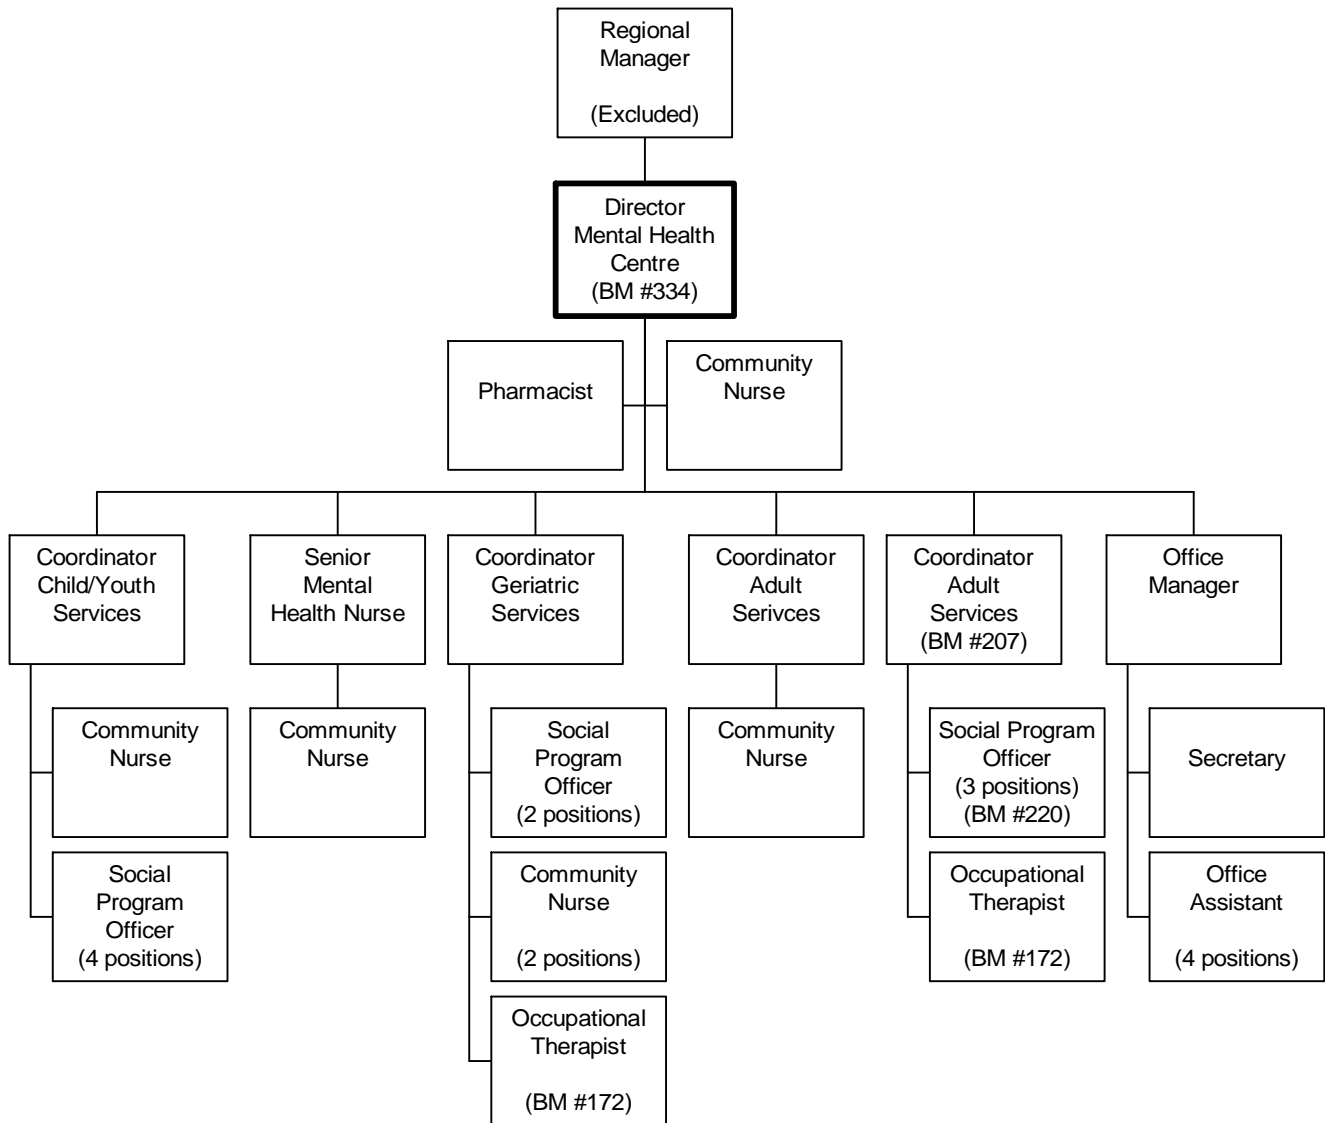 Regional
Manager
(Excluded)
Director
Mental Health
Centre
(BM #334)
Pharmacist
Community
Nurse
Coordinator
Child/Youth
Services
Senior
Mental
Health Nurse
Coordinator
Geriatric
Services
Coordinator
Adult
Serivces
Coordinator
Adult
Services
(BM #207)
Office
Manager
Community
Nurse
Social
Program
Officer
(4 positions)
Community
Nurse
Social
Program
Officer
(2 positions)
Community
Nurse
(2 positions)
Occupational
Therapist
(BM #172)
Community
Nurse
Social Program
Officer
(3 positions)
(BM #220)
Occupational
Therapist
(BM #172)
Secretary
Office
Assistant
(4 positions)